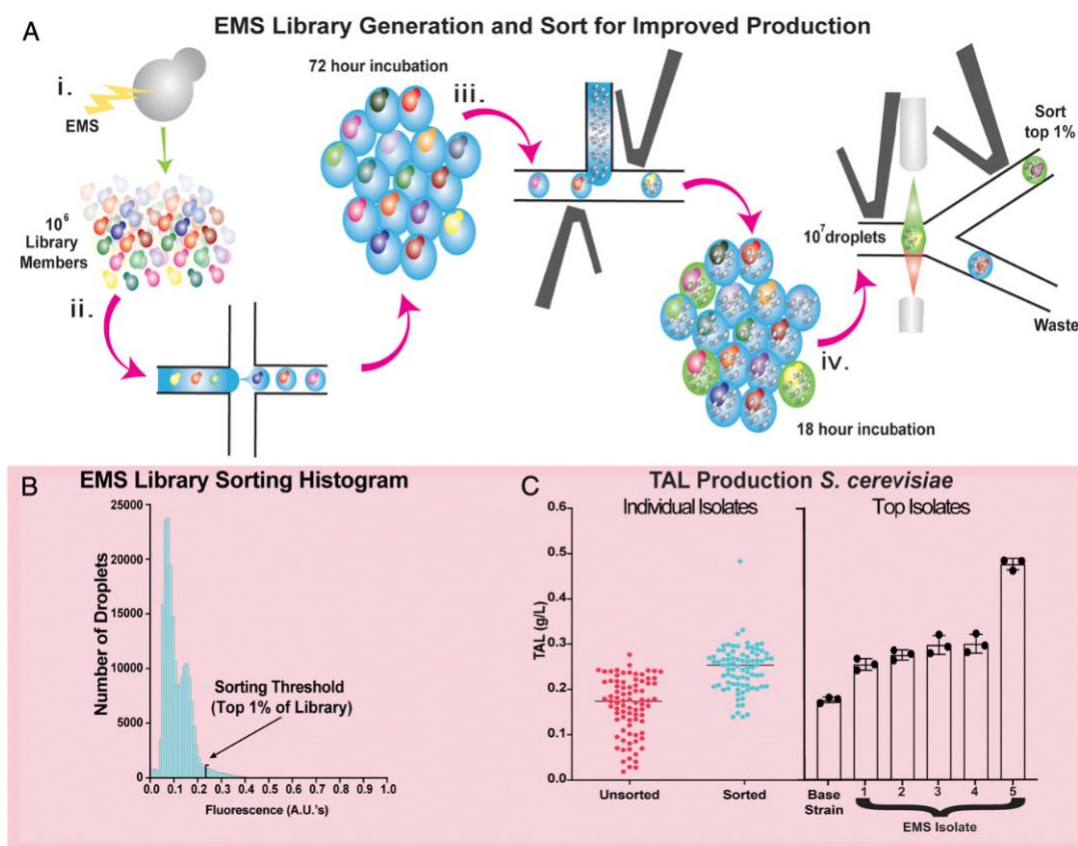 A
EMS Library Generation and Sort for Improved Production
i.
EMS
10⁶
Library
Members
ii.
72 hour incubation
iii.
18 hour incubation
iv.
10⁷droplets
Sort
top 1%
Waste
B
EMS Library Sorting Histogram
Number of Droplets
25000
20000
15000
10000
5000
0
Sorting Threshold
(Top 1% of Library)
0.0 0.1 0.2 0.3 0.4 0.5 0.6 0.7 0.8 0.9 1.0
Fluorescence (A.U.'s)
C
TAL Production S. cerevisiae
Individual Isolates
Top Isolates
TAL (g/L)
0.6
0.5
0.4
0.3
0.2
0.1
0.0
Unsorted
Sorted
Base
Strain
1 2 3 4 5
EMS Isolate